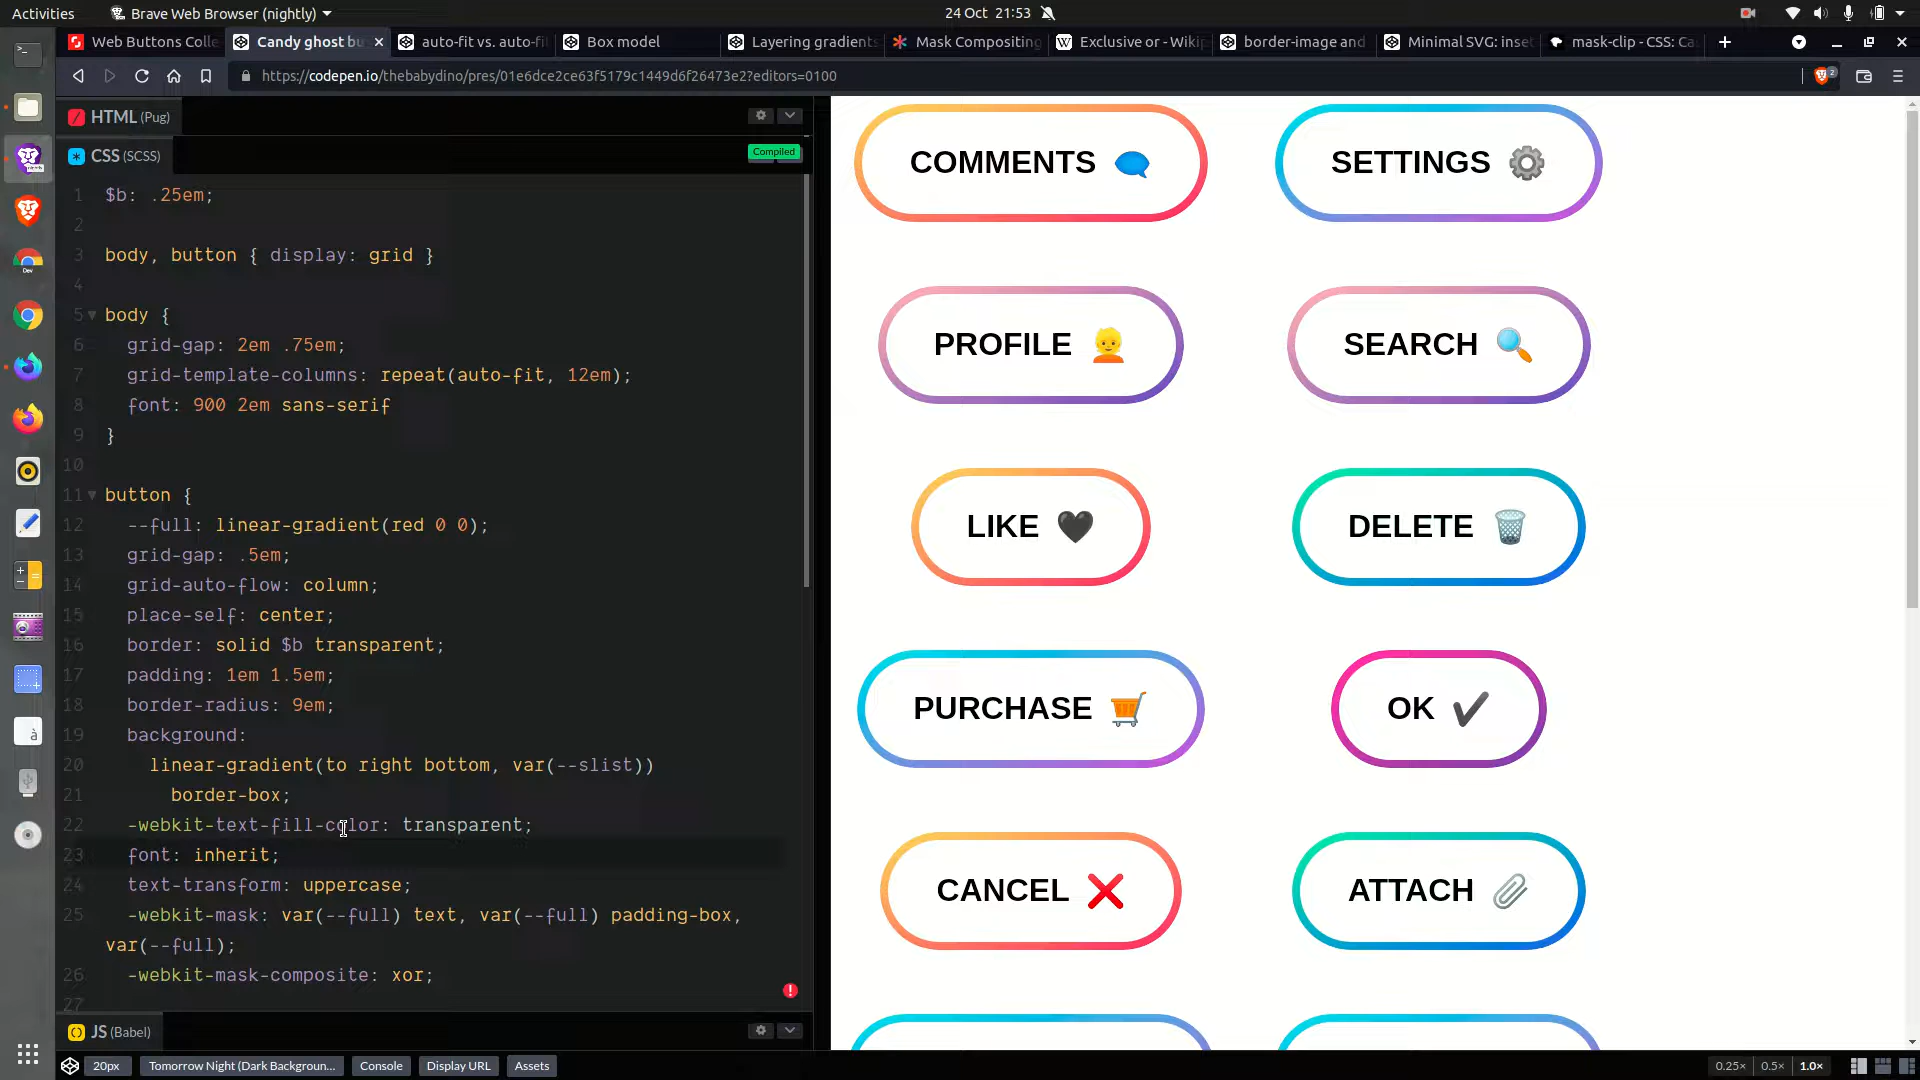 Activities
Brave Web Browser (nightly)
24 Oct 21:53
Web Buttons Colle
Candy ghost bu
auto-fit vs. auto-fi
Box model
Layering gradients
Mask Compositing
Exclusive or - Wikip
border-image and
Minimal SVG: inset
mask-clip - CSS: Ca
https://codepen.io/thebabydino/pres/01e6dce2ce63f5179c1449d6f26473e2?editors=0100
2
Dev
HTML (Pug)
CSS (SCSS)
Compiled
1 $b: .25em;
2
3 body, button { display: grid }
4
5 body {
6 grid-gap: 2em .75em;
7 grid-template-columns: repeat(auto-fit, 12em);
8 font: 900 2em sans-serif
9 }
10
11 button {
12 --full: linear-gradient(red 0 0);
13 grid-gap: .5em;
14 grid-auto-flow: column;
15 place-self: center;
16 border: solid $b transparent;
17 padding: 1em 1.5em;
18 border-radius: 9em;
19 background:
20 linear-gradient(to right bottom, var(--slist))
21 border-box;
22 -webkit-text-fill-color: transparent;
23 font: inherit;
24 text-transform: uppercase;
25 -webkit-mask: var(--full) text, var(--full) padding-box,
var(--full);
26 -webkit-mask-composite: xor;
27
JS (Babel)
COMMENTS
SETTINGS
PROFILE
SEARCH
LIKE
DELETE
PURCHASE
OK
CANCEL
ATTACH
20px
Tomorrow Night (Dark Backgroun...
Console
Display URL
Assets
0.25×
0.5×
1.0×